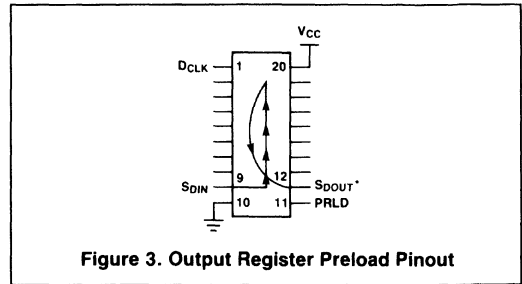 VCC
DCLK 1 20
9 12
SDIN SDOUT*
10 11 PRLD
Figure 3. Output Register Preload Pinout